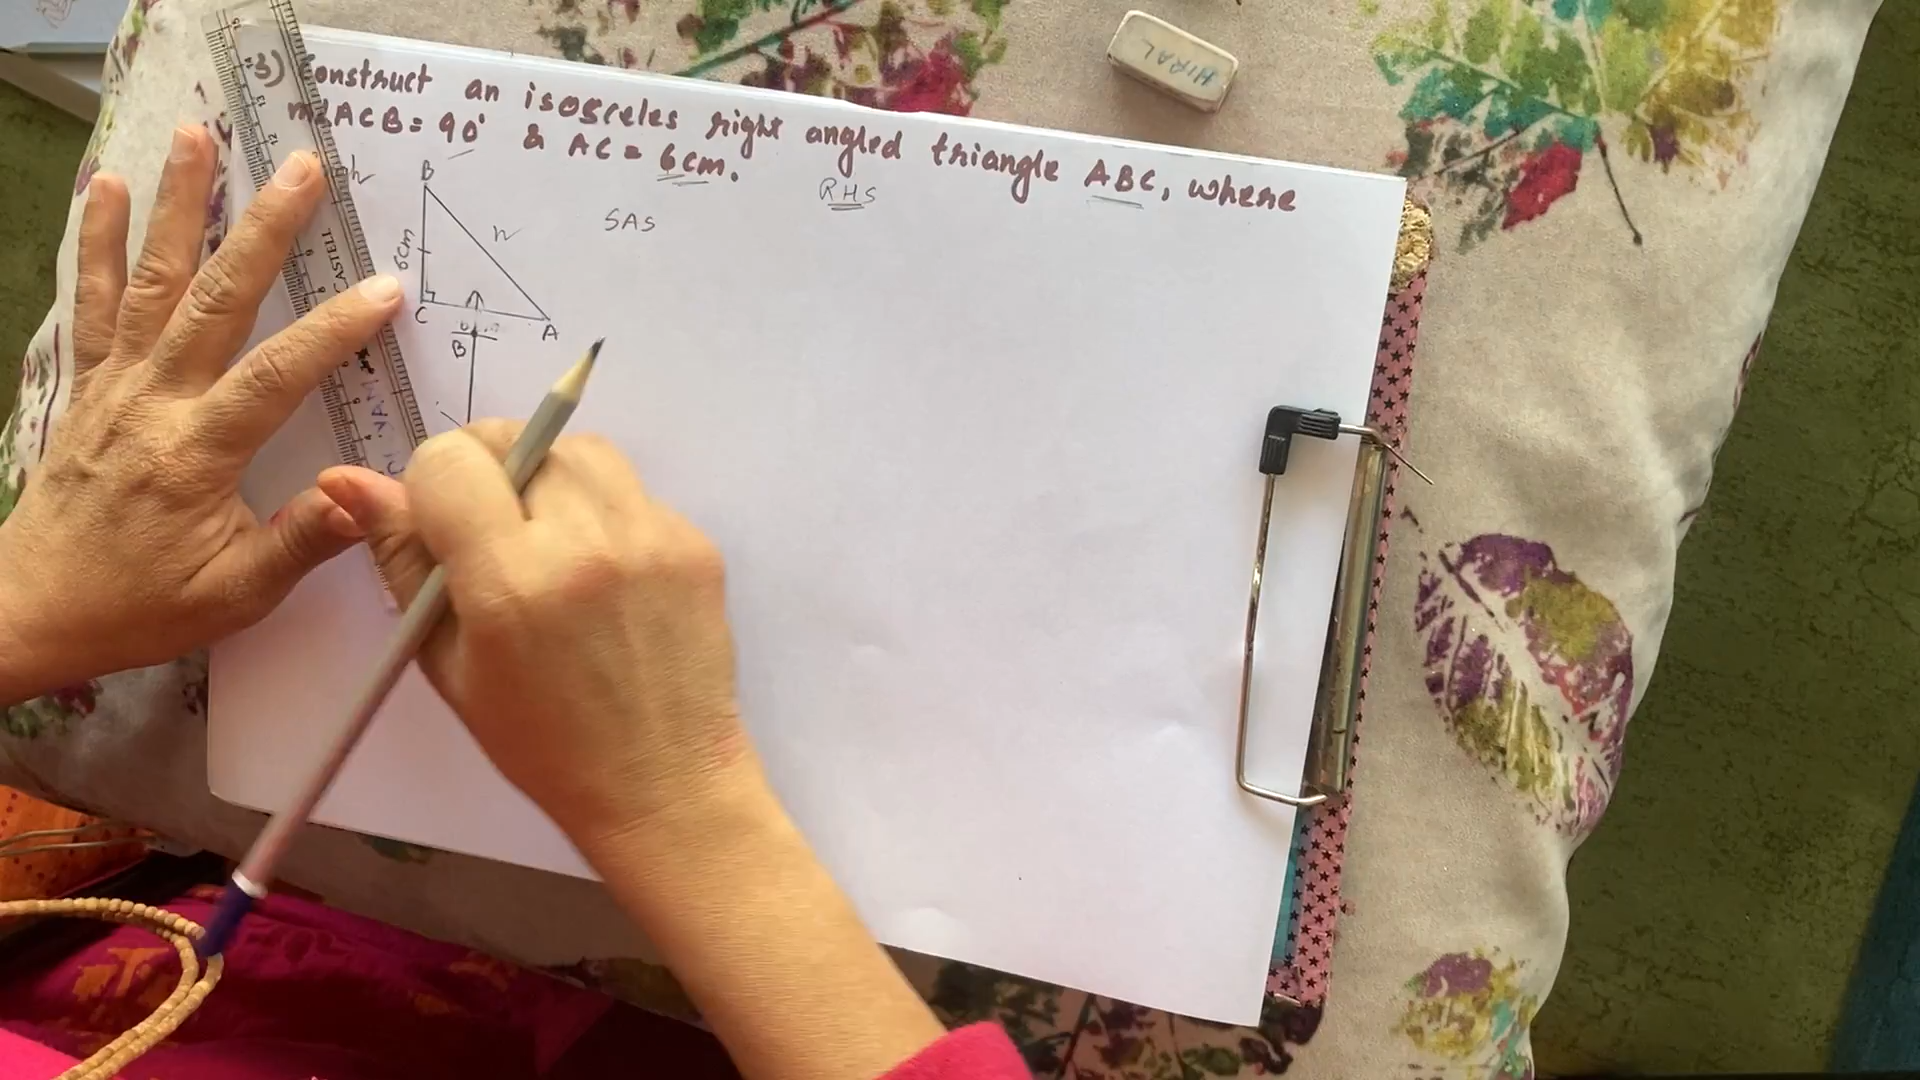 3) Construct an isosceles right angled triangle ABC, where
m∠ACB = 90° & AC = 6cm.
RHS
SAS
B
6cm
C
A
B
CASTELL
HIRAL